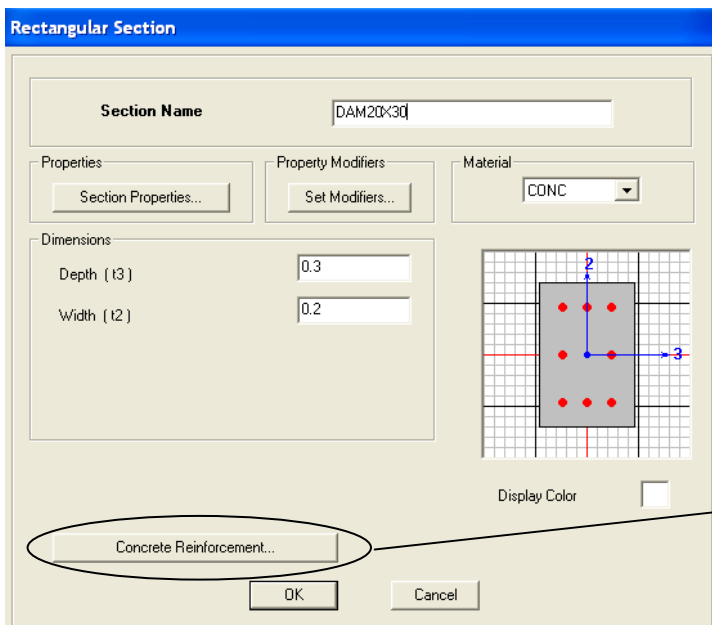 Rectangular Section
Section Name DAM20X30
Properties Property Modifiers Material
Section Properties... Set Modifiers... CONC
Dimensions
Depth ( t3 ) 0.3
Width ( t2 ) 0.2
2
3
Display Color
Concrete Reinforcement...
OK Cancel